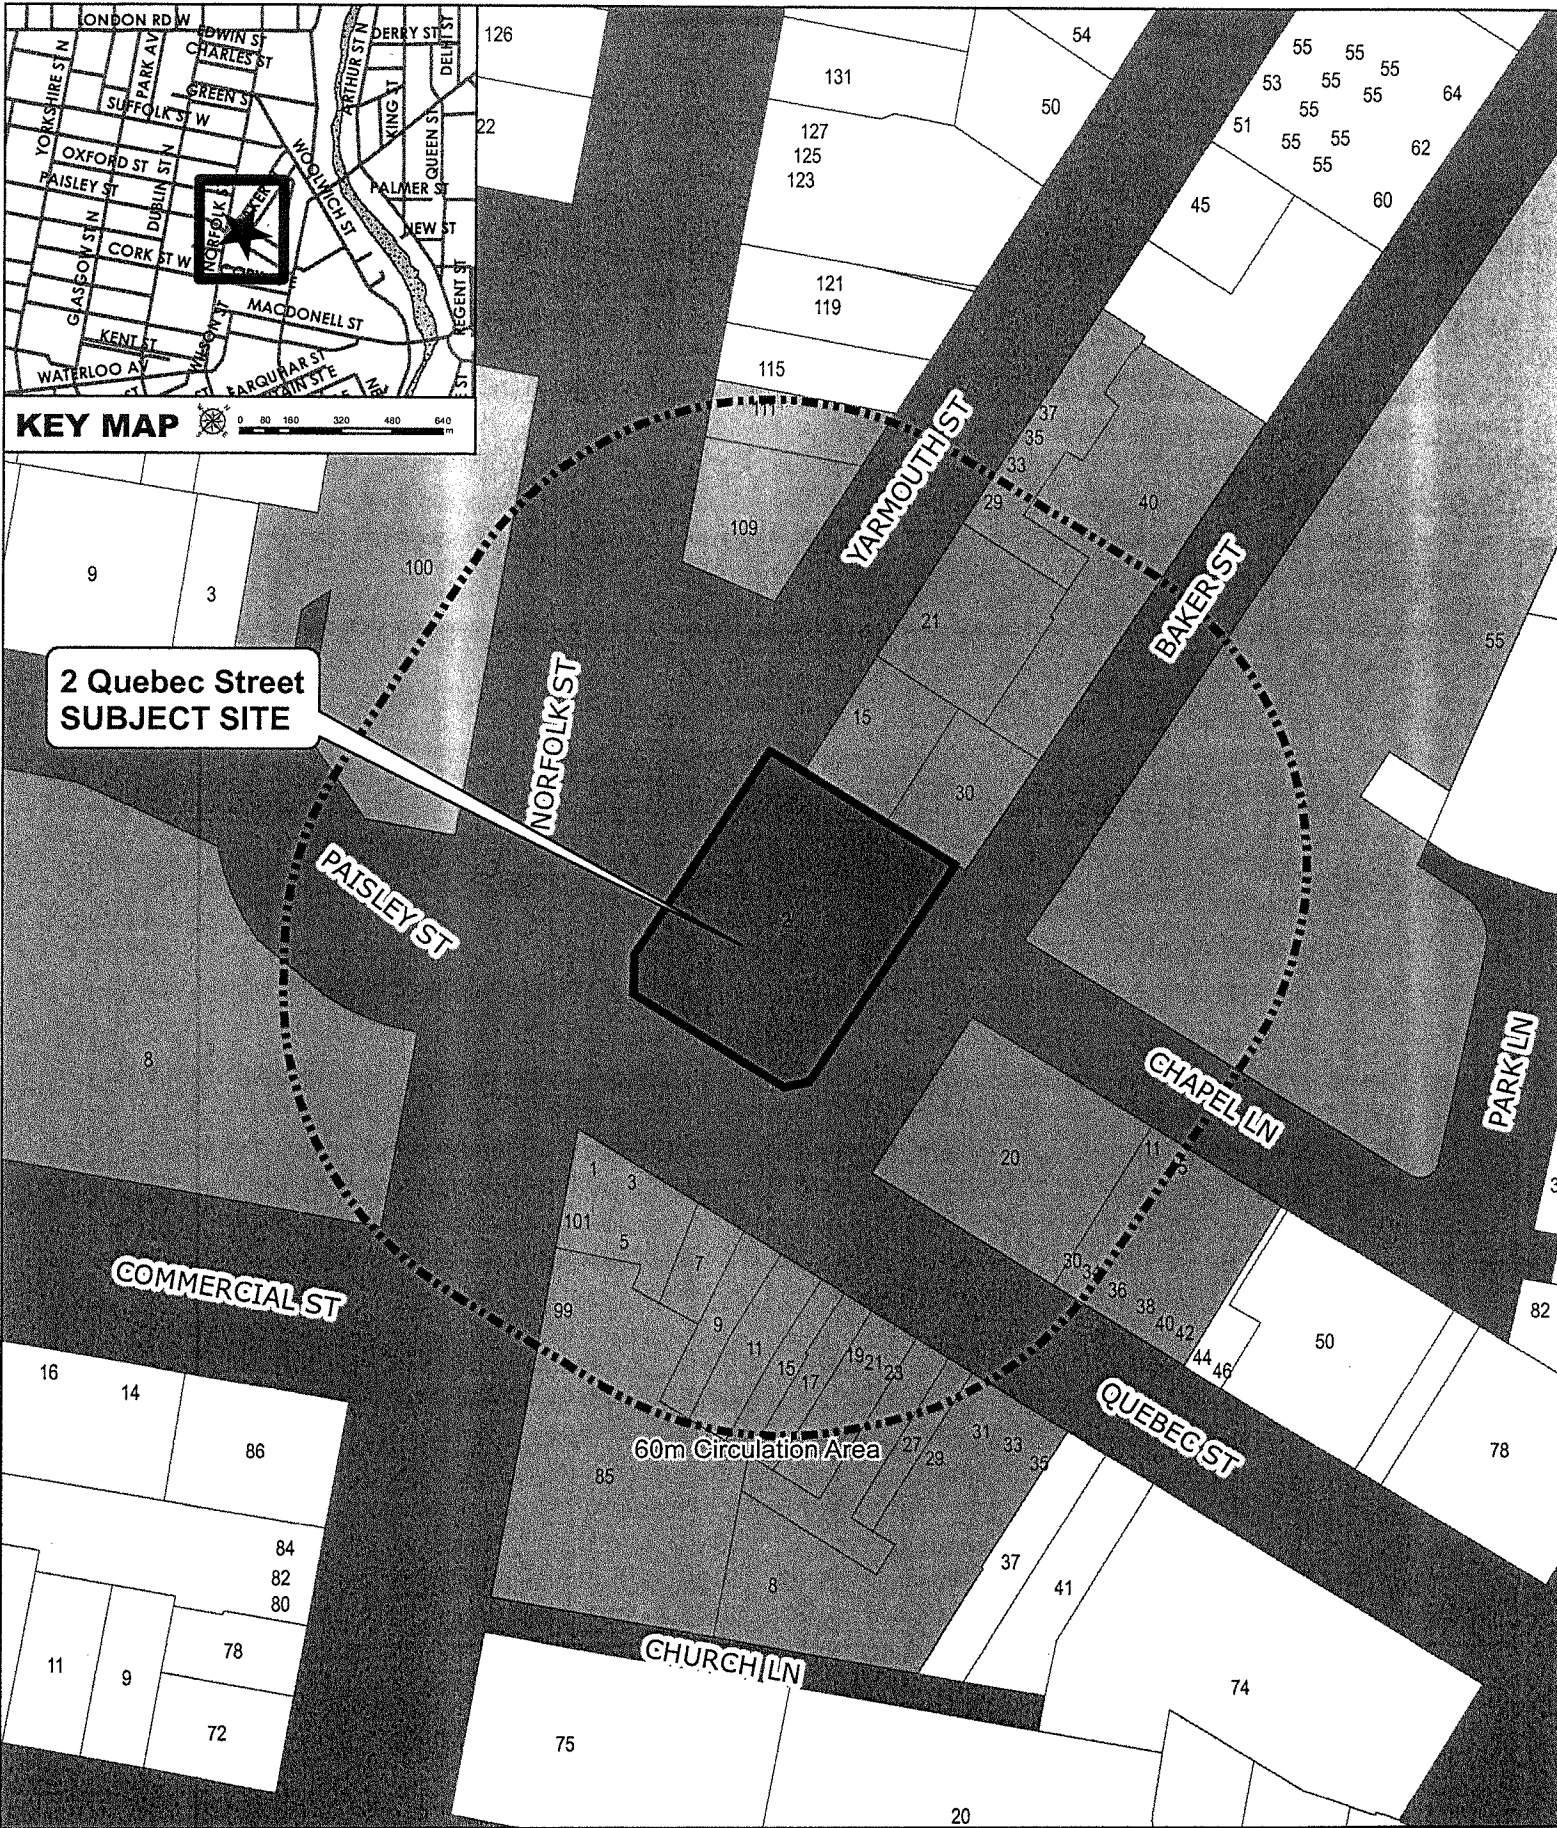 LONDON RD W
EDWIN ST
CHARLES ST
GREEN S
SUFFOLK ST W
OXFORD ST
PAISLEY ST
CORK ST W
KENT ST
WATERLOO AV
YORKSHIRE ST N
PARK AV
DUBLIN ST N
GLASGOW ST N
NORFOLK S
WILSON ST
WOOLWICH ST
MACDONELL ST
FARQUHAR ST
TAIN ST E
ARTHUR ST N
DERRY ST
DELHI ST
KING ST
QUEEN ST
PALMER ST
NEW ST
REGENT ST
E ST
NE
KEY MAP
0 80 160 320 480 640
m
126
22
131
127
125
123
121
119
115
111
109
54
50
55
55
55
53
55
55
64
55
51
55
55
62
55
60
45
37
35
33
29
40
21
15
30
55
YARMOUTH ST
BAKER ST
9
3
100
2 Quebec Street
SUBJECT SITE
NORFOLK ST
PAISLEY ST
2
8
CHAPEL LN
PARK LN
20
11
5
30
34
36
38
40
42
44
46
50
82
3
78
1
3
101
5
7
99
9
11
15
17
19
21
23
27
29
31
33
35
60m Circulation Area
QUEBEC ST
COMMERCIAL ST
16
14
86
85
84
82
80
78
11
9
72
8
37
41
CHURCH LN
74
75
20